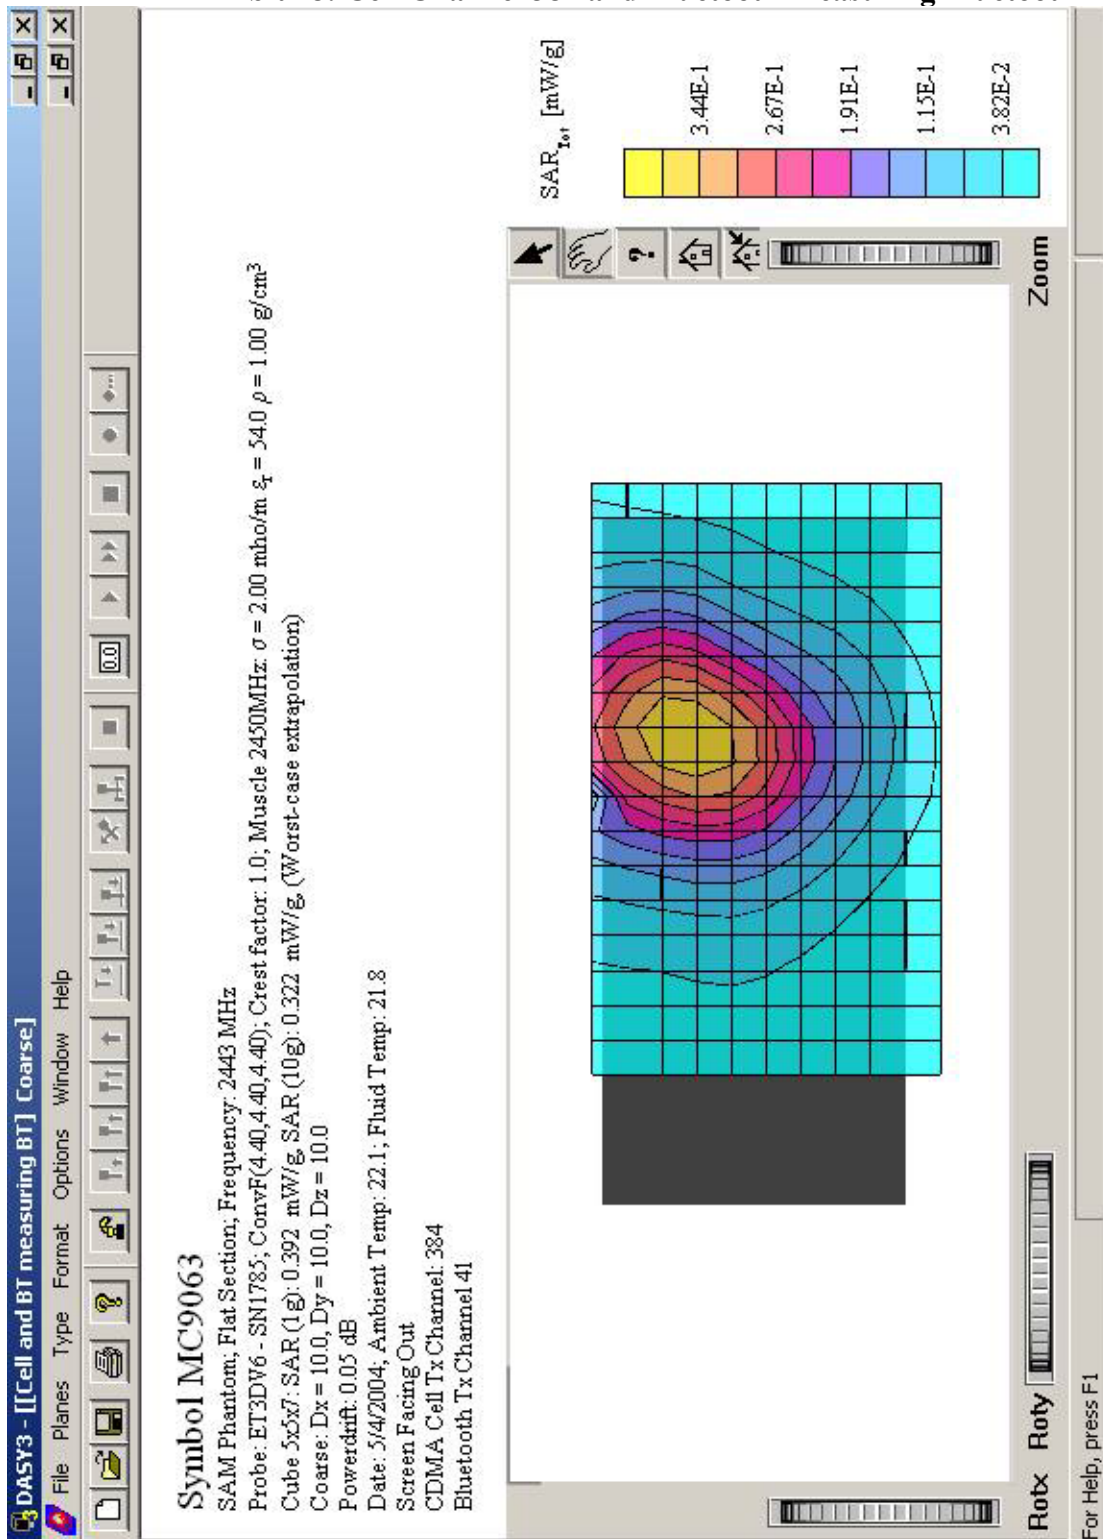 DASY3 - [[Cell and BT measuring BT] Coarse]
File Planes Type Format Options Window Help
0.0
Symbol MC9063
SAM Phantom; Flat Section; Frequency: 2443 MHz
Probe: ET3DV6 - SN1785; ConvF(4.40,4.40,4.40); Crest factor: 1.0; Muscle 2450MHz: σ = 2.00 mho/m εr = 54.0 ρ = 1.00 g/cm³
Cube 5x5x7: SAR (1g): 0.392 mW/g, SAR (10g): 0.322 mW/g, (Worst-case extrapolation)
Coarse: Dx = 10.0, Dy = 10.0, Dz = 10.0
Powerdrift: 0.05 dB
Date: 5/4/2004; Ambient Temp: 22.1; Fluid Temp: 21.8
Screen Facing Out
CDMA Cell Tx Channel: 384
Bluetooth Tx Channel 41
SARTot [mW/g]
3.44E-1
2.67E-1
1.91E-1
1.15E-1
3.82E-2
Rotx Roty Zoom
For Help, press F1